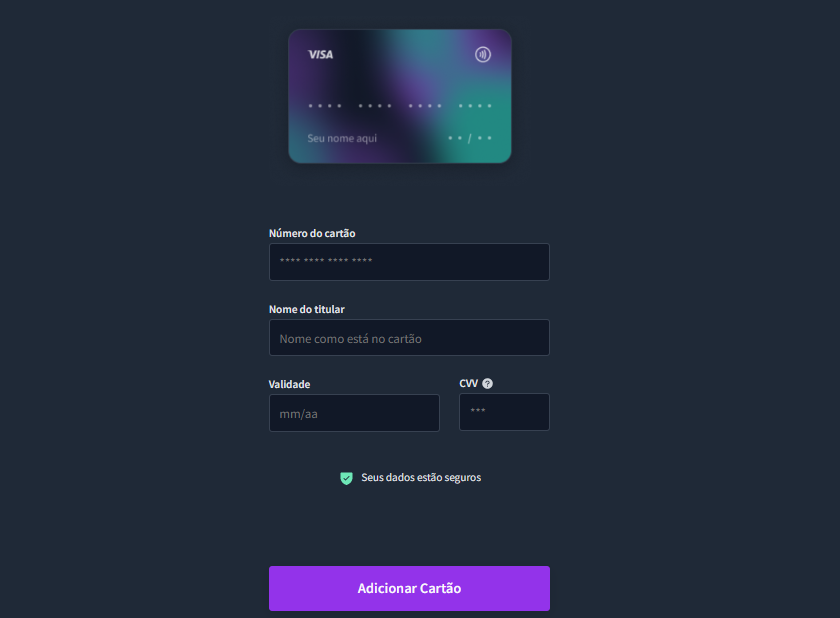 VISA
•••• •••• •••• ••••
Seu nome aqui •• / ••
Número do cartão
**** **** **** ****
Nome do titular
Nome como está no cartão
Validade CVV ?
mm/aa ***
Seus dados estão seguros
Adicionar Cartão